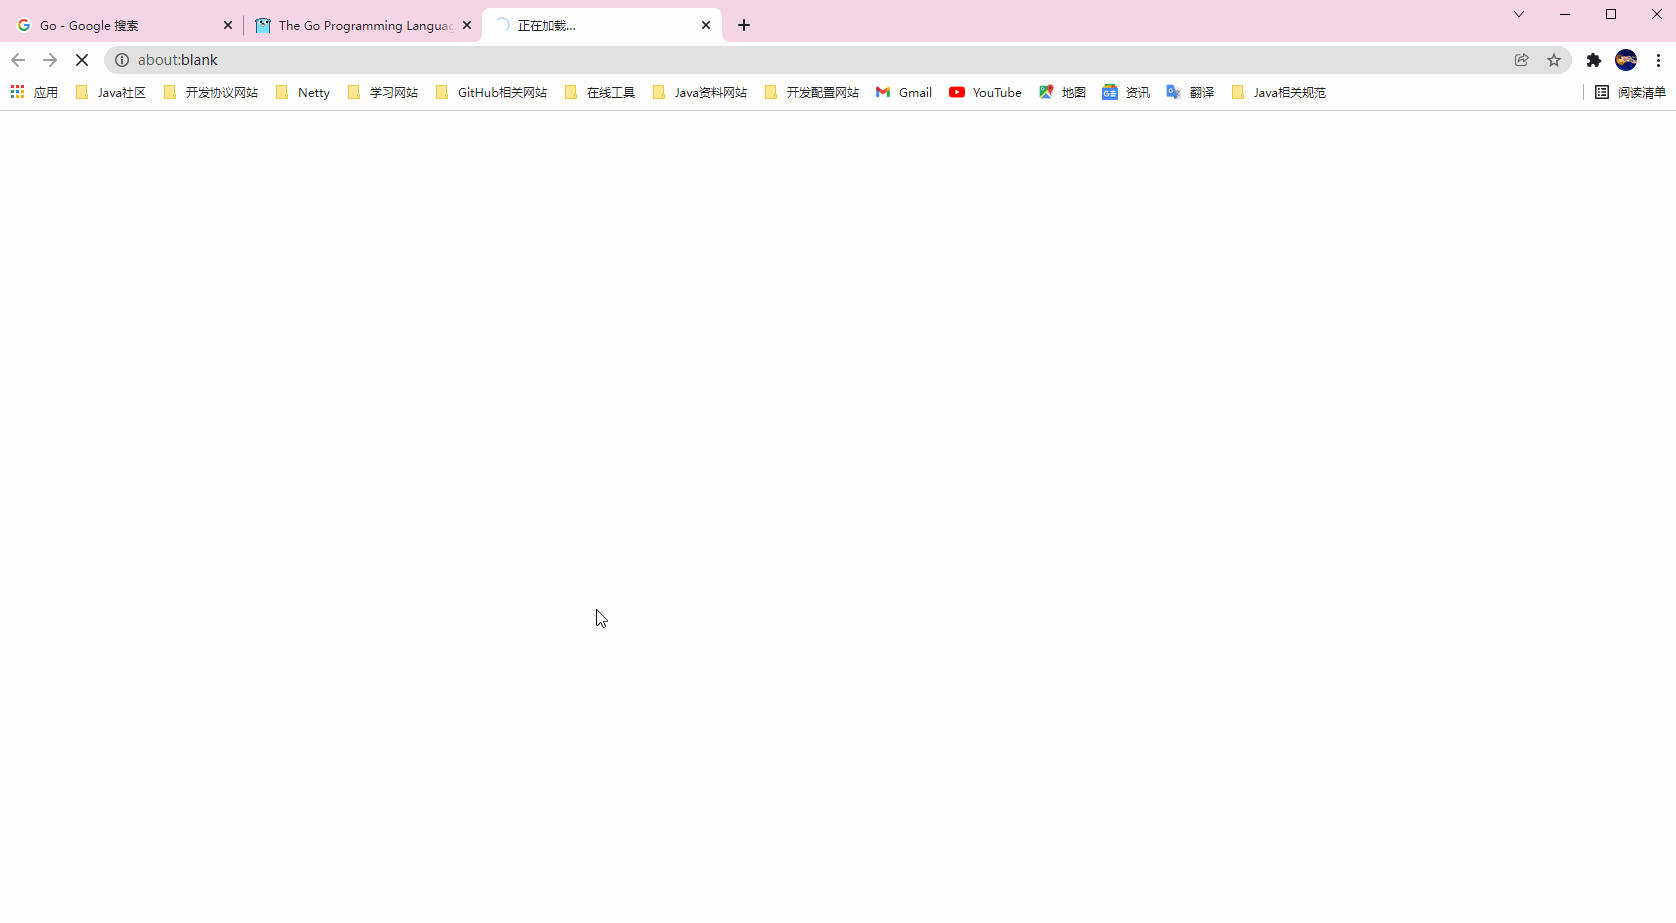 Go - Google 搜索
The Go Programming Languag
正在加载...
about:blank
应用 Java社区 开发协议网站 Netty 学习网站 GitHub相关网站 在线工具 Java资料网站 开发配置网站 Gmail YouTube 地图 资讯 翻译 Java相关规范 阅读清单